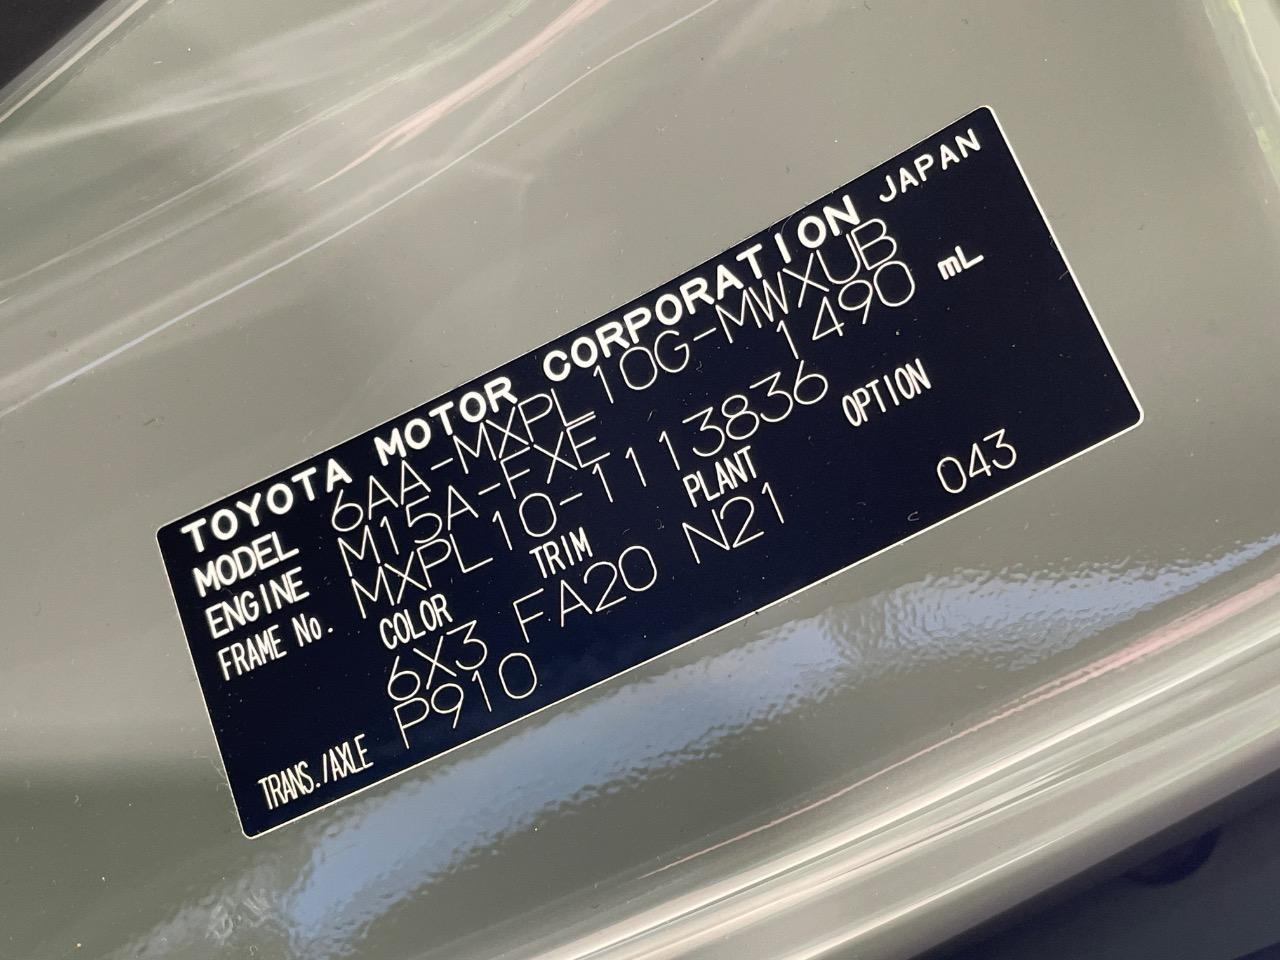 TOYOTA MOTOR CORPORATION JAPAN
MODEL 6AA-MXPL10G-MWXUB
ENGINE M15A-FXE 1490 mL
FRAME No. MXPL10-1113836
COLOR TRIM PLANT OPTION
6X3 FA20 N21 043
TRANS./AXLE P910